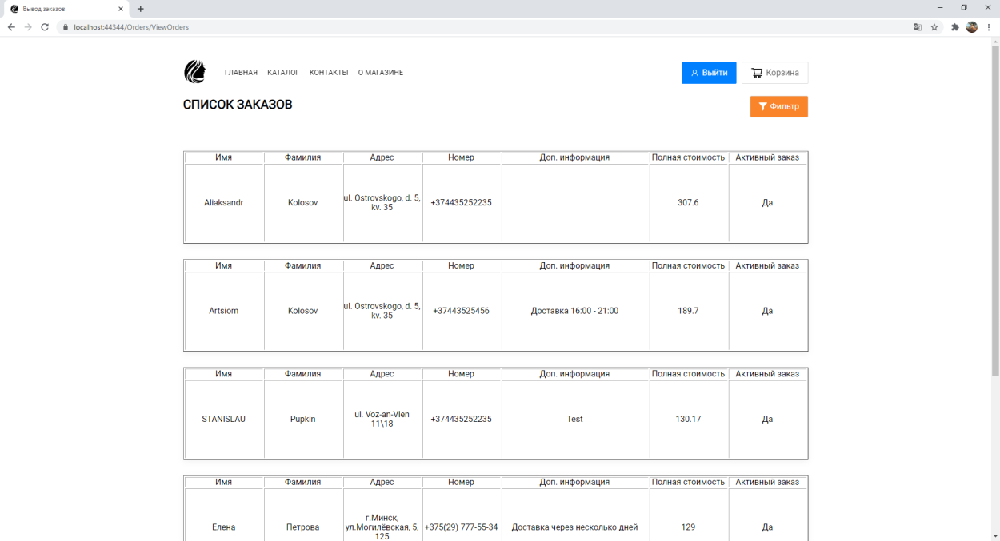 Вывод заказов
localhost:44344/Orders/ViewOrders
ГЛАВНАЯ КАТАЛОГ КОНТАКТЫ О МАГАЗИНЕ Выйти Корзина
СПИСОК ЗАКАЗОВ Фильтр
Имя Фамилия Адрес Номер Доп. информация Полная стоимость Активный заказ
Aliaksandr Kolosov ul. Ostrovskogo, d. 5, kv. 35 +374435252235 307.6 Да
Имя Фамилия Адрес Номер Доп. информация Полная стоимость Активный заказ
Artsiom Kolosov ul. Ostrovskogo, d. 5, kv. 35 +37443525456 Доставка 16:00 - 21:00 189.7 Да
Имя Фамилия Адрес Номер Доп. информация Полная стоимость Активный заказ
STANISLAU Pupkin ul. Voz-an-Vlen 11\18 +374435252235 Test 130.17 Да
Имя Фамилия Адрес Номер Доп. информация Полная стоимость Активный заказ
Елена Петрова г.Минск, ул.Могилёвская, 5, 125 +375(29) 777-55-34 Доставка через несколько дней 129 Да